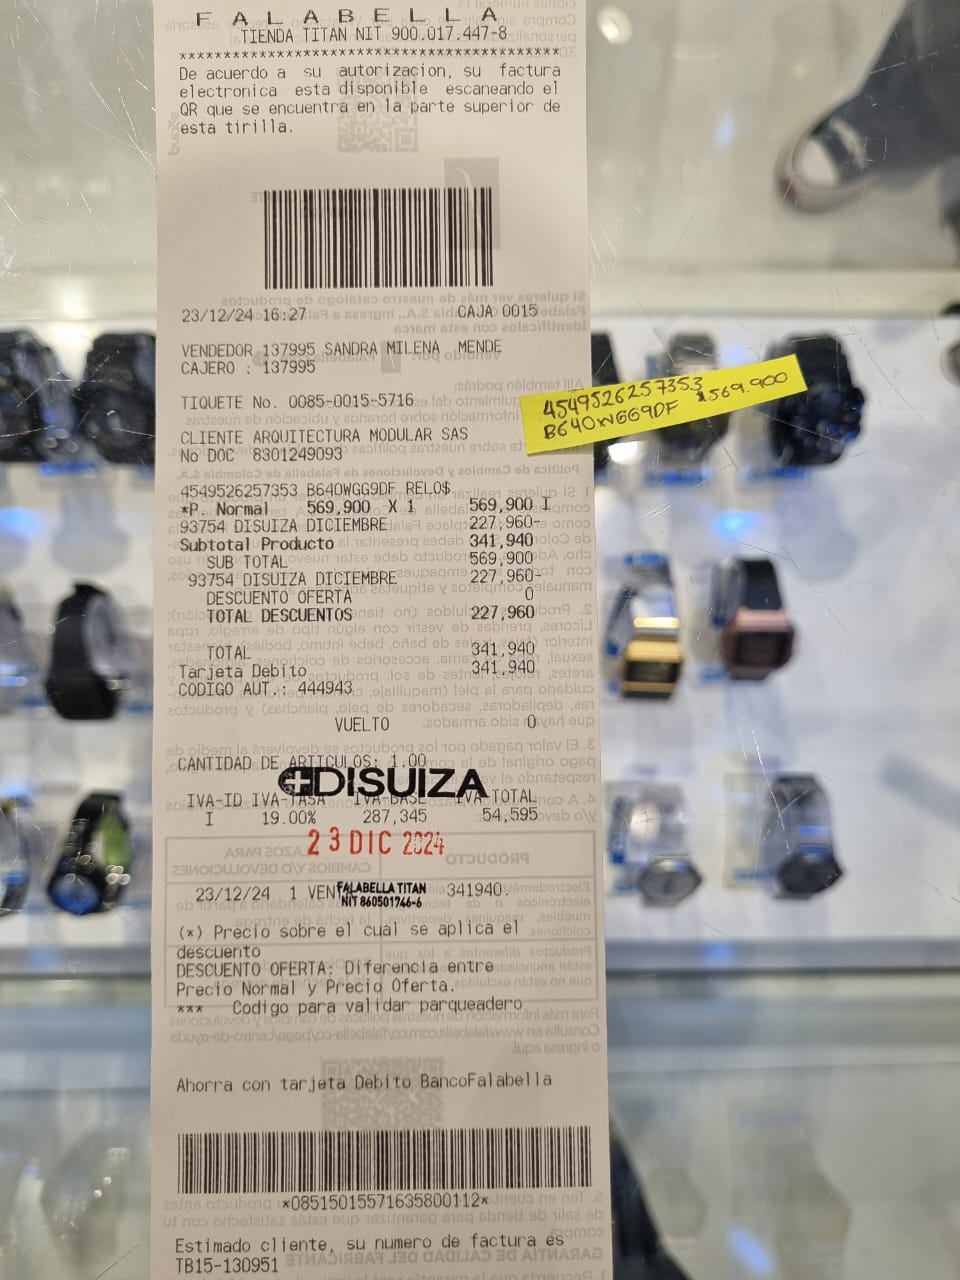 F A L A B E L L A
TIENDA TITAN NIT 900.017.447-8
******************************************
De acuerdo a su autorizacion, su factura
electronica esta disponible escaneando el
QR que se encuentra en la parte superior de
esta tirilla.
23/12/24 16:27 CAJA 0015
VENDEDOR 137995 SANDRA MILENA MENDE
CAJERO : 137995
TIQUETE No. 0085-0015-5716
CLIENTE ARQUITECTURA MODULAR SAS
No DOC 8301249093
4549526257353 B640WGG9DF RELO$
*P. Normal 569,900 X 1 569,900 I
93754 DISUIZA DICIEMBRE 227,960-
Subtotal Producto 341,940
SUB TOTAL 569,900
93754 DISUIZA DICIEMBRE 227,960-
DESCUENTO OFERTA 0
TOTAL DESCUENTOS 227,960
TOTAL 341,940
Tarjeta Debito 341,940
CODIGO AUT.: 444943
VUELTO 0
CANTIDAD DE ARTICULOS: 1.00
DISUIZA
IVA-ID IVA-TASA IVA-BASE IVA TOTAL
I 19.00% 287,345 54,595
23 DIC 2024
23/12/24 1 VEN 341940.
FALABELLA TITAN
NIT 860501746-6
(*) Precio sobre el cual se aplica el
descuento
DESCUENTO OFERTA: Diferencia entre
Precio Normal y Precio Oferta.
*** Codigo para validar parqueadero
Ahorra con tarjeta Debito BancoFalabella
*08515015571635800112*
Estimado cliente, su numero de factura es
TB15-130951
4549526257353
B640WGG9DF $569.900